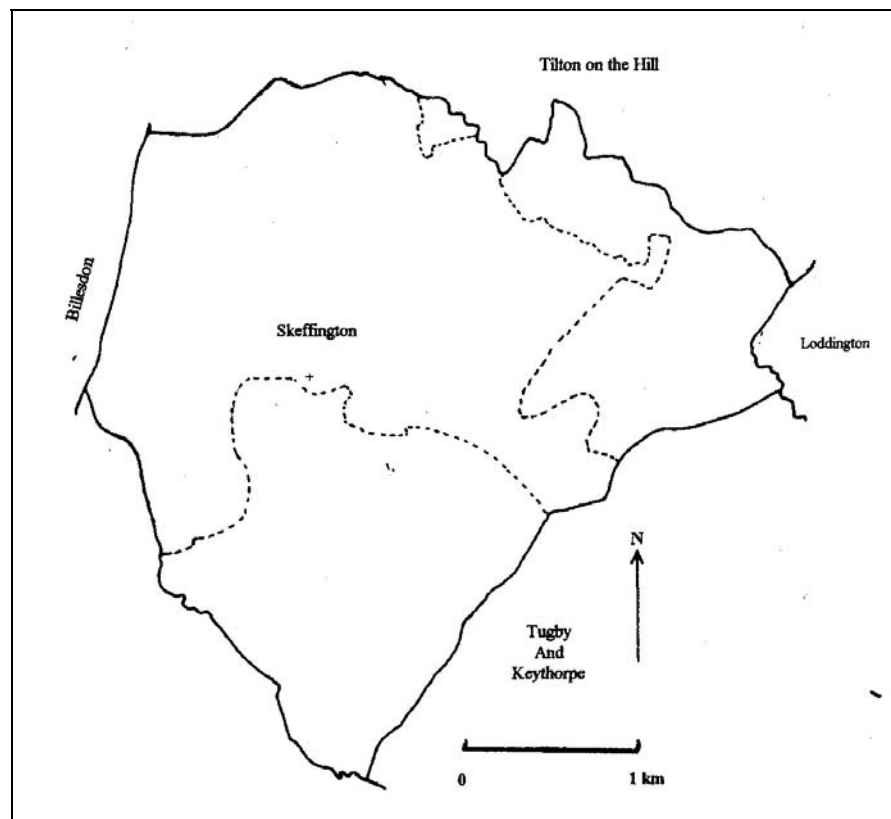 Tilton on the Hill
Billesdon
Skeffington
Loddington
N
Tugby
And
Keythorpe
0
1 km